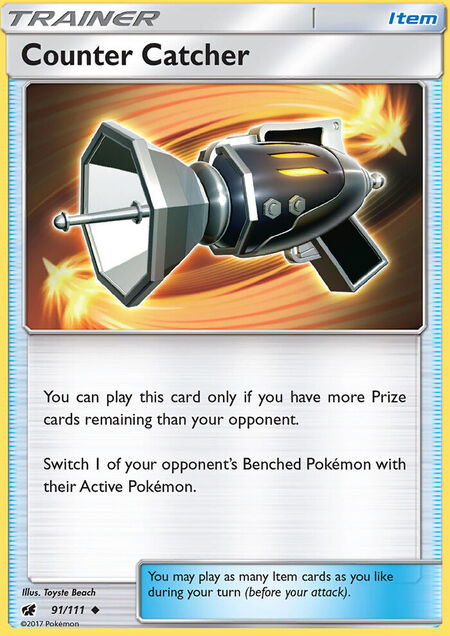 TRAINER Item
Counter Catcher
You can play this card only if you have more Prize
cards remaining than your opponent.
Switch 1 of your opponent's Benched Pokémon with
their Active Pokémon.
Illus. Toyste Beach
91/111
©2017 Pokémon
You may play as many Item cards as you like
during your turn (before your attack).